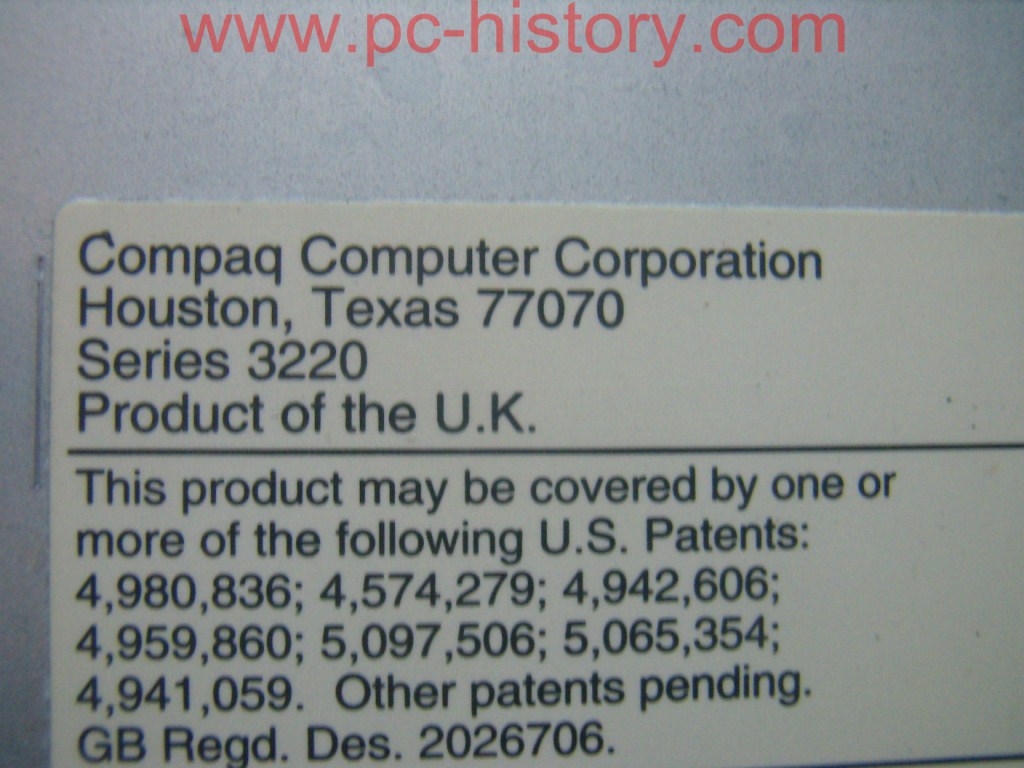 www.pc-history.com
Compaq Computer Corporation
Houston, Texas 77070
Series 3220
Product of the U.K.
This product may be covered by one or
more of the following U.S. Patents:
4,980,836; 4,574,279; 4,942,606;
4,959,860; 5,097,506; 5,065,354;
4,941,059.  Other patents pending.
GB Regd. Des. 2026706.